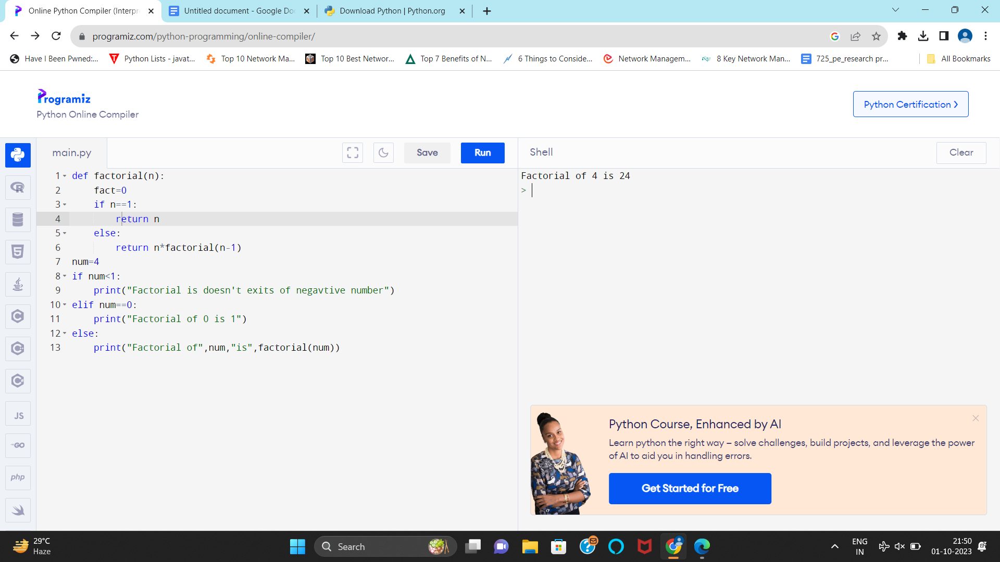 Online Python Compiler (Interpre
Untitled document - Google Doc
Download Python | Python.org
programiz.com/python-programming/online-compiler/
Have I Been Pwned:...
Python Lists - javat...
Top 10 Network Ma...
Top 10 Best Networ...
Top 7 Benefits of N...
6 Things to Conside...
Network Managem...
8 Key Network Man...
725_pe_research pr...
All Bookmarks
Programiz
Python Online Compiler
Python Certification
main.py
Save
Run
Shell
Clear
1 def factorial(n):
2 fact=0
3 if n==1:
4 return n
5 else:
6 return n*factorial(n-1)
7 num=4
8 if num<1:
9 print("Factorial is doesn't exits of negavtive number")
10 elif num==0:
11 print("Factorial of 0 is 1")
12 else:
13 print("Factorial of",num,"is",factorial(num))
Factorial of 4 is 24
>
R
5
C
C
C
JS
GO
php
Python Course, Enhanced by AI
Learn python the right way – solve challenges, build projects, and leverage the power
of AI to aid you in handling errors.
Get Started for Free
29°C
Haze
Search
ENG
IN
21:50
01-10-2023